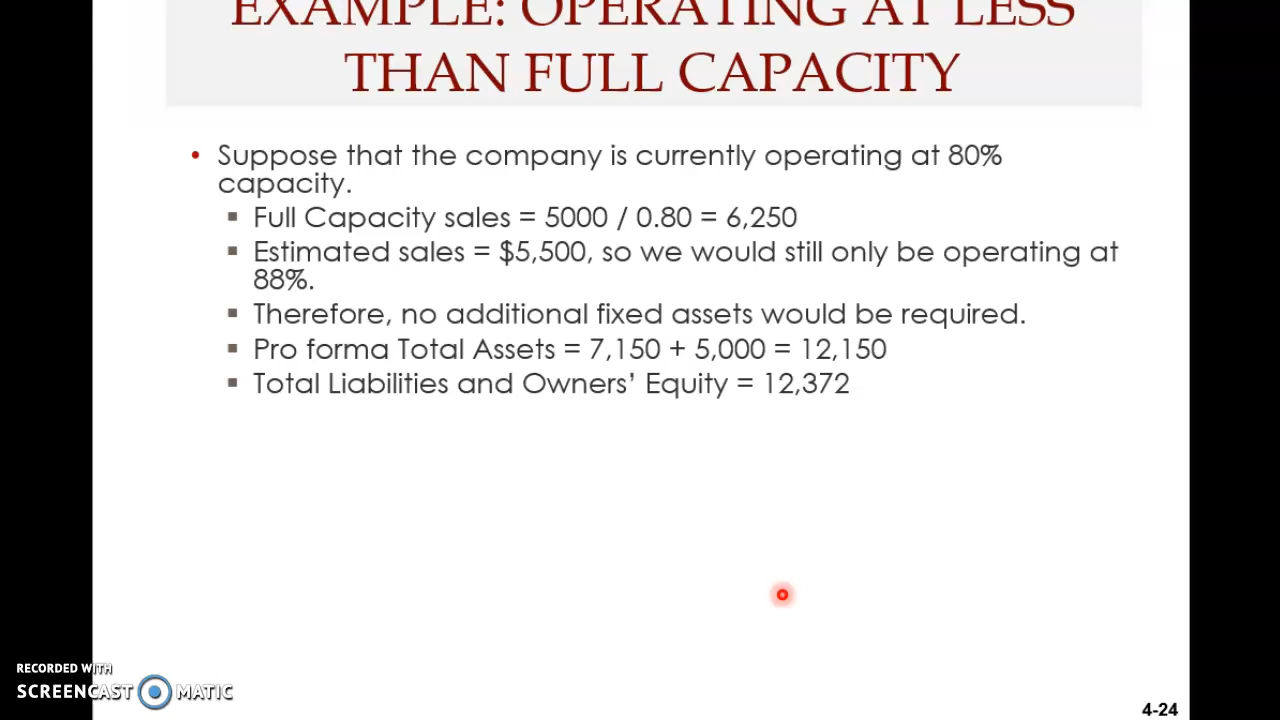 EXAMPLE: OPERATING AT LESS
THAN FULL CAPACITY
• Suppose that the company is currently operating at 80%
capacity.
▪ Full Capacity sales = 5000 / 0.80 = 6,250
▪ Estimated sales = $5,500, so we would still only be operating at
88%.
▪ Therefore, no additional fixed assets would be required.
▪ Pro forma Total Assets = 7,150 + 5,000 = 12,150
▪ Total Liabilities and Owners’ Equity = 12,372
RECORDED WITH
SCREENCAST MATIC
4-24